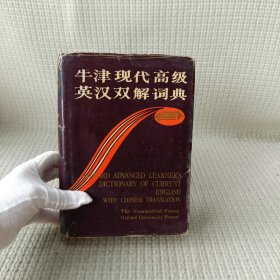 牛津现代高级
英汉双解词典
RD ADVANCED LEARNER'S
DICTIONARY OF CURRENT
ENGLISH
WITH CHINESE TRANSLATION
The Commercial Press
Oxford University Press